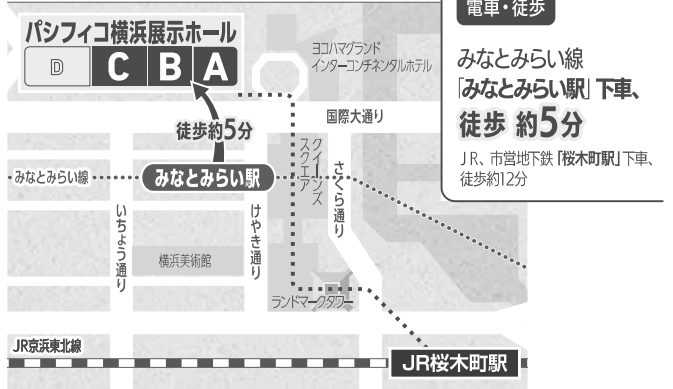 パシフィコ横浜展示ホール
D C B A
ヨコハマグランド
インターコンチネンタルホテル
徒歩約5分
国際大通り
みなとみらい線
みなとみらい駅
クイーンズ
スクエア
さくら通り
いちょう通り
けやき通り
横浜美術館
ランドマークタワー
JR京浜東北線
JR桜木町駅
電車・徒歩
みなとみらい線
「みなとみらい駅」下車、
徒歩 約5分
JR、市営地下鉄「桜木町駅」下車、
徒歩約12分